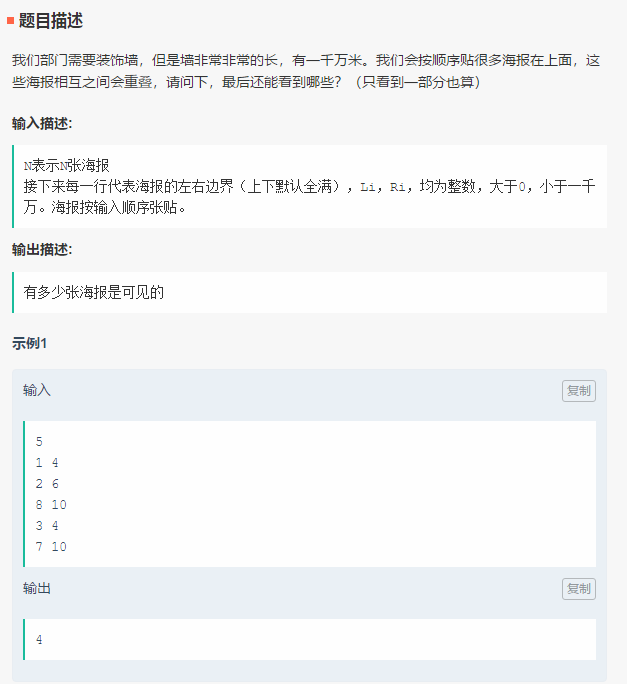 题目描述
我们部门需要装饰墙，但是墙非常非常的长，有一千万米。我们会按顺序贴很多海报在上面，这
些海报相互之间会重叠，请问下，最后还能看到哪些？（只看到一部分也算）
输入描述:
N表示N张海报
接下来每一行代表海报的左右边界（上下默认全满），Li，Ri，均为整数，大于0，小于一千
万。海报按输入顺序张贴。
输出描述:
有多少张海报是可见的
示例1
输入
复制
5
1 4
2 6
8 10
3 4
7 10
输出
复制
4